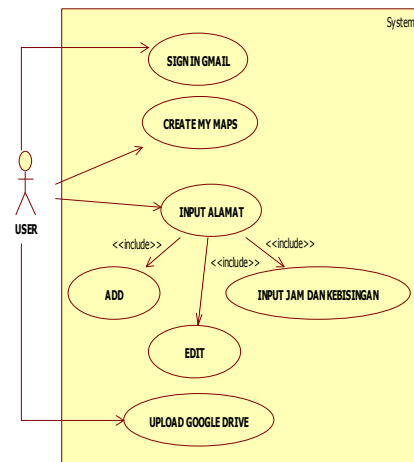 System
SIGN IN GMAIL
CREATE MY MAPS
USER
INPUT ALAMAT
<<include>>
<<include>>
<<include>>
ADD
INPUT JAM DAN KEBISINGAN
EDIT
UPLOAD GOOGLE DRIVE